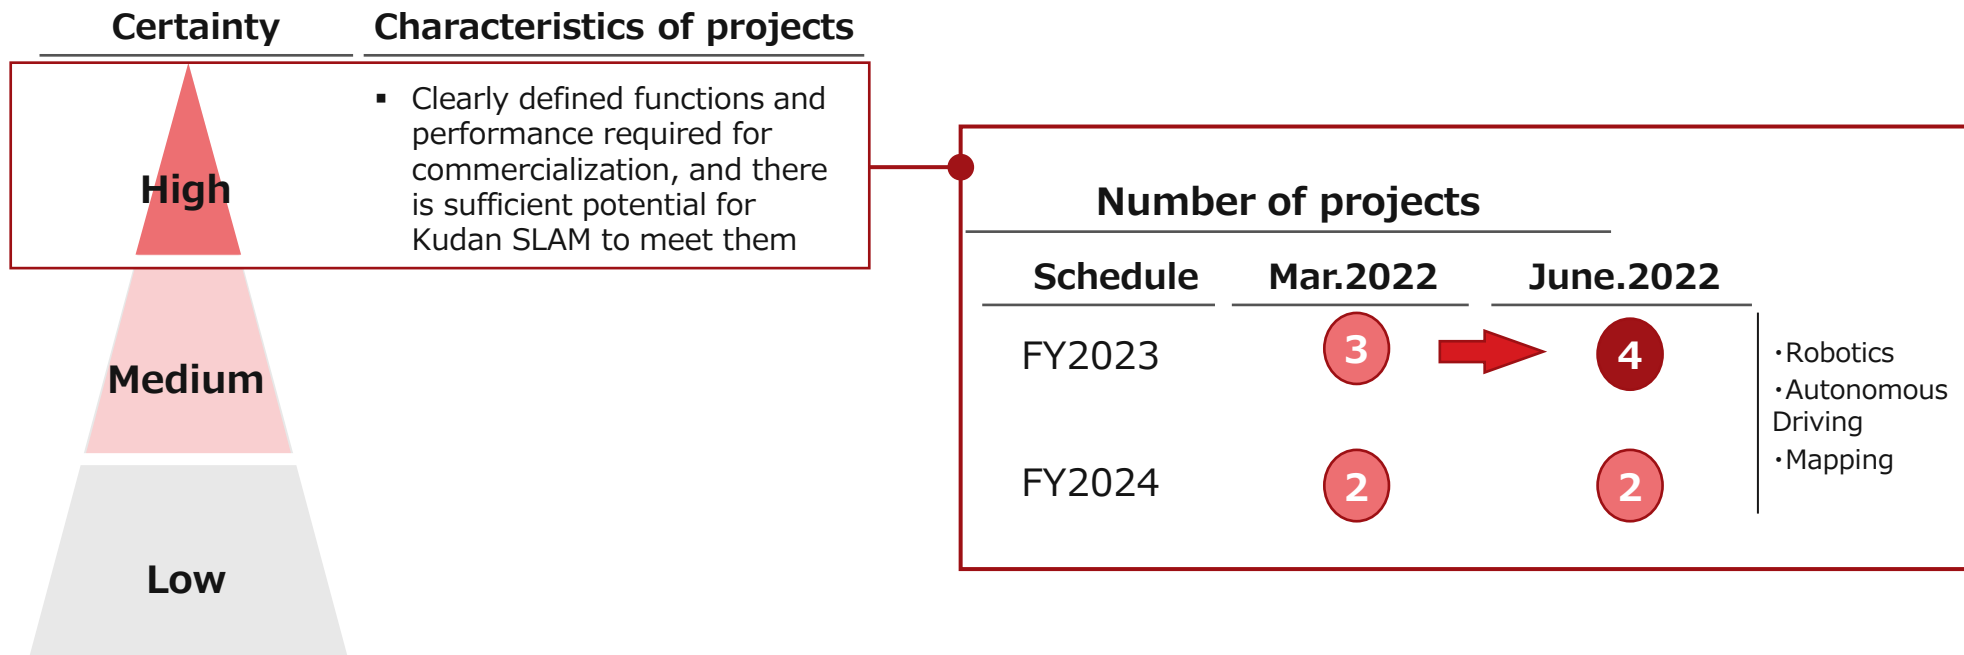 Certainty
Characteristics of projects
High
▪ Clearly defined functions and
performance required for
commercialization, and there
is sufficient potential for
Kudan SLAM to meet them
Medium
Low
Number of projects
Schedule Mar.2022 June.2022
FY2023 3 4
FY2024 2 2
・Robotics
・Autonomous
Driving
・Mapping